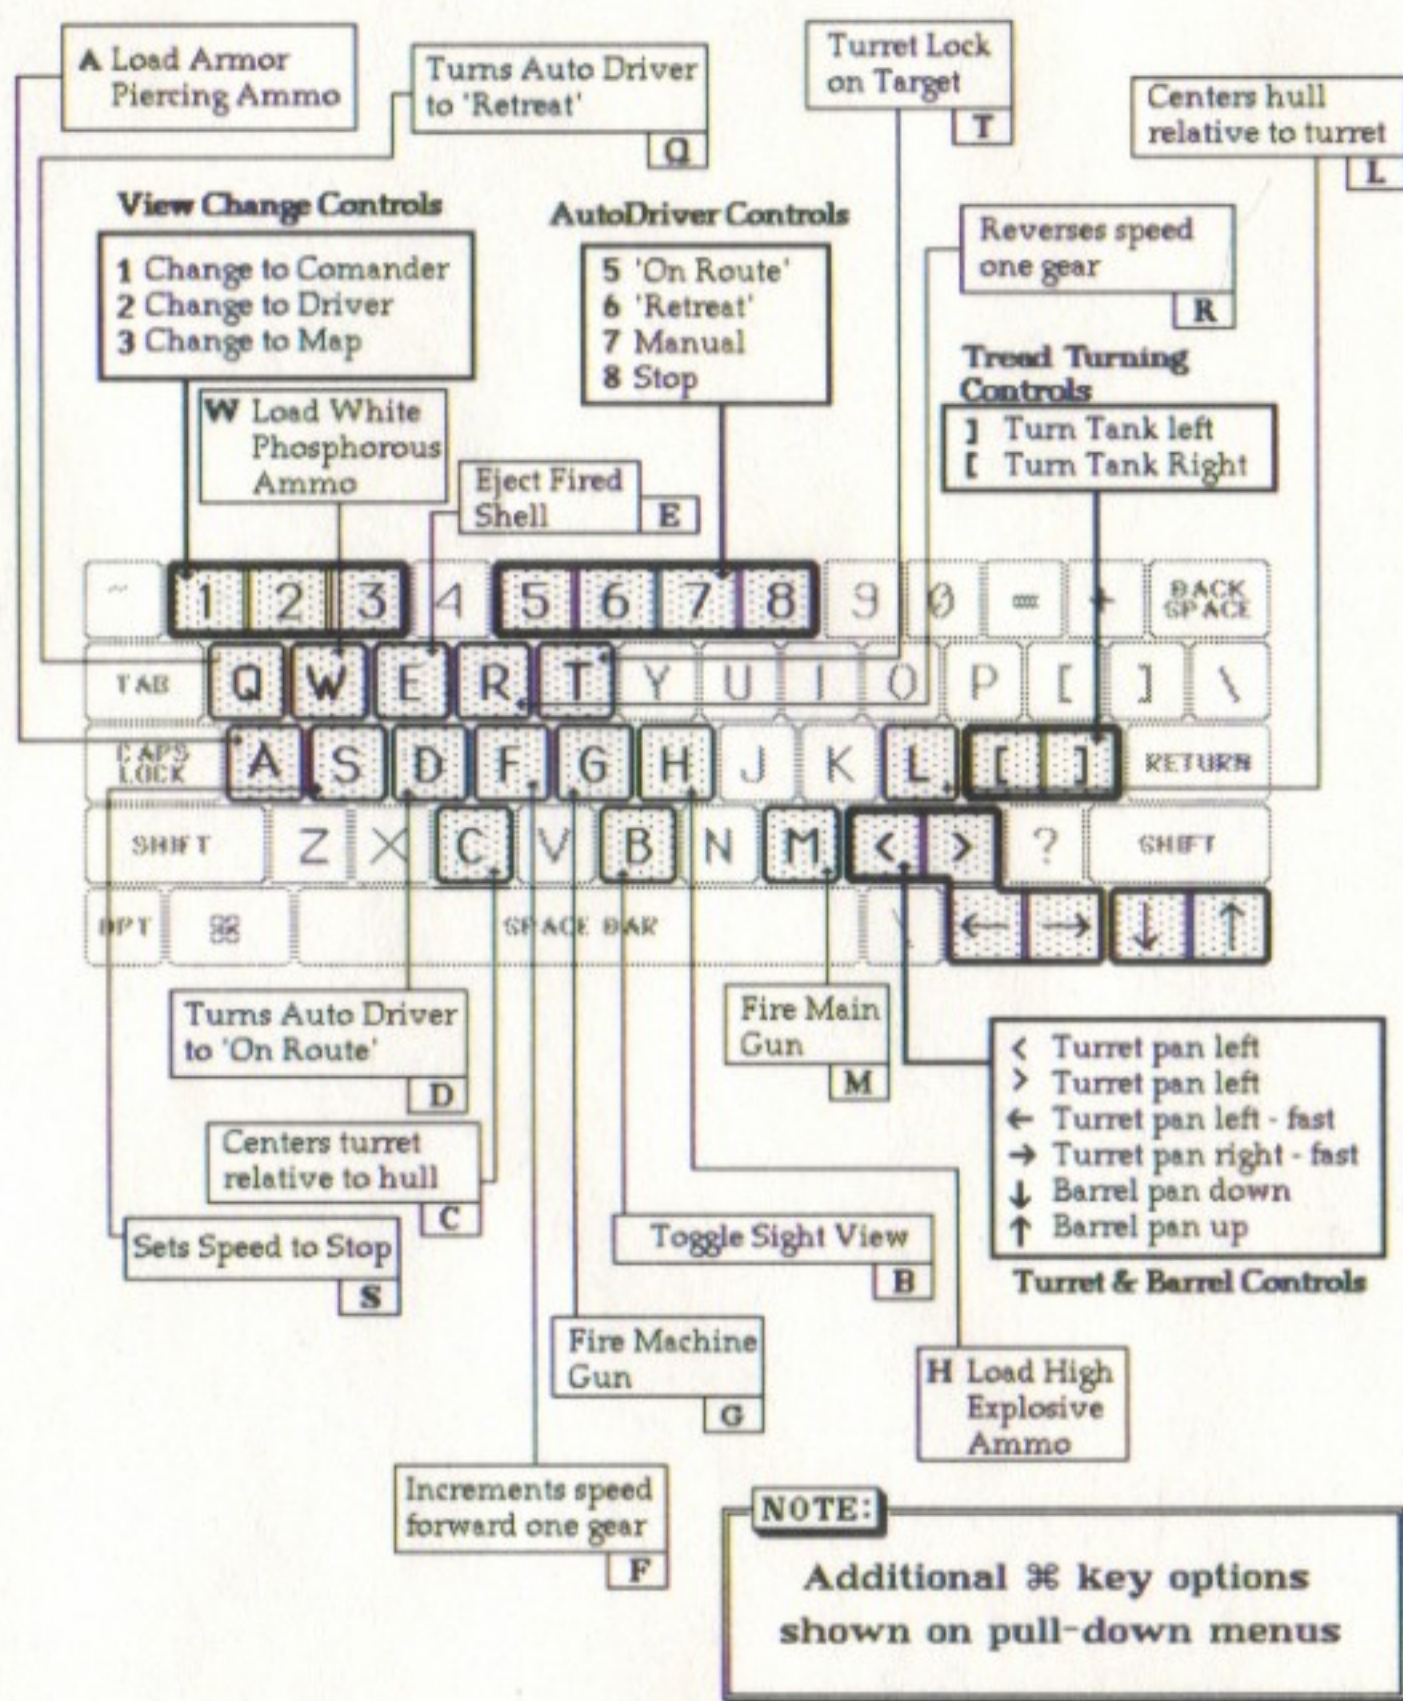 A Load Armor
Piercing Ammo
Turns Auto Driver
to 'Retreat'
Q
Turret Lock
on Target
T
Centers hull
relative to turret
L
View Change Controls
1 Change to Comander
2 Change to Driver
3 Change to Map
AutoDriver Controls
5 'On Route'
6 'Retreat'
7 Manual
8 Stop
Reverses speed
one gear
R
Tread Turning
Controls
] Turn Tank left
[ Turn Tank Right
W Load White
Phosphorous
Ammo
Eject Fired
Shell
E
~ 1 2 3 4 5 6 7 8 9 0 = + BACK
SPACE
TAB Q W E R T Y U I O P [ ] \
CAPS
LOCK A S D F G H J K L [ ] RETURN
SHIFT Z X C V B N M < > ? SHIFT
OPT ⌘ SPACE BAR \ ← → ↓ ↑
Turns Auto Driver
to 'On Route'
D
Centers turret
relative to hull
C
Sets Speed to Stop
S
Fire Main
Gun
M
< Turret pan left
> Turret pan left
← Turret pan left - fast
→ Turret pan right - fast
↓ Barrel pan down
↑ Barrel pan up
Turret & Barrel Controls
Toggle Sight View
B
Fire Machine
Gun
G
H Load High
Explosive
Ammo
Increments speed
forward one gear
F
NOTE:
Additional ⌘ key options
shown on pull-down menus